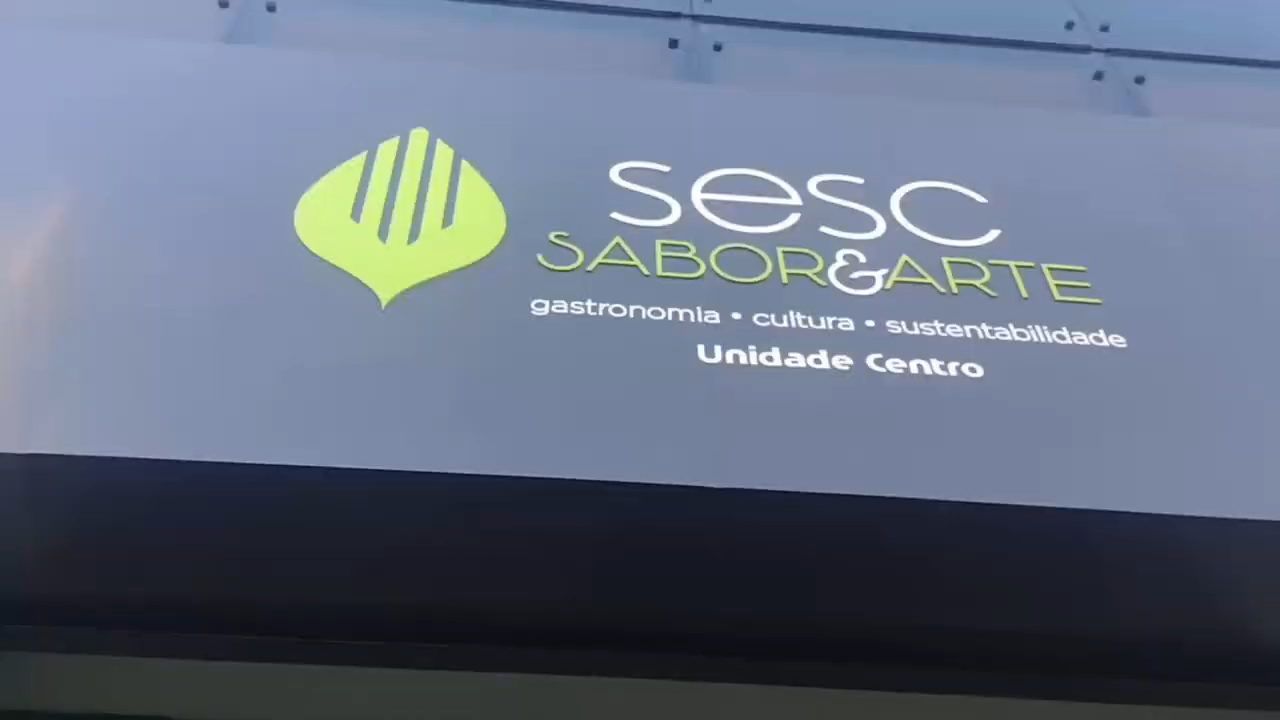 sesc
SABOR&ARTE
gastronomia • cultura • sustentabilidade
Unidade Centro